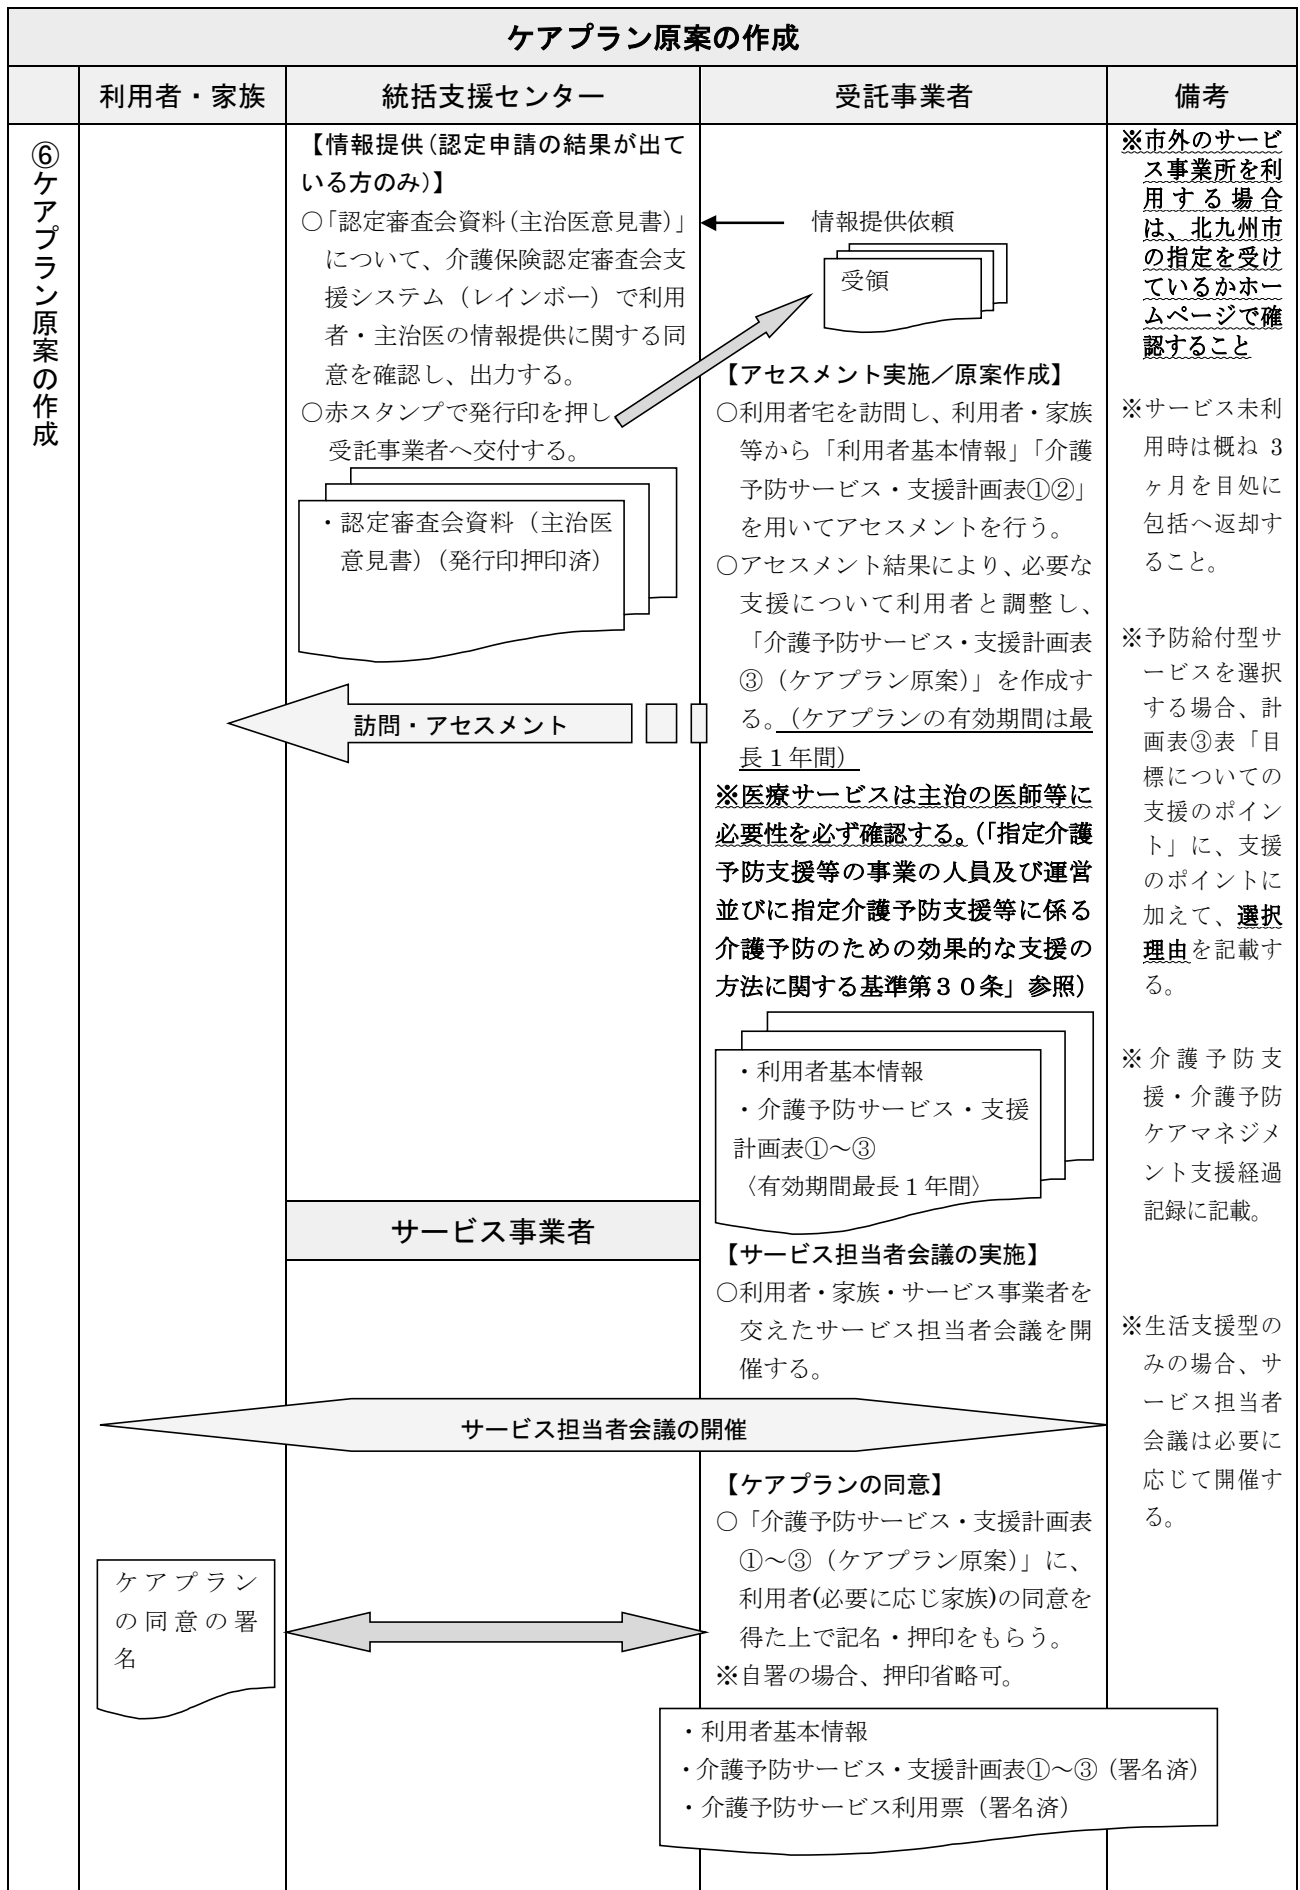 ケアプラン原案の作成
利用者・家族
統括支援センター
受託事業者
備考
⑥ケアプラン原案の作成
【情報提供（認定申請の結果が出て
いる方のみ）】
○「認定審査会資料（主治医意見書）」
について、介護保険認定審査会支
援システム（レインボー）で利用
者・主治医の情報提供に関する同
意を確認し、出力する。
○赤スタンプで発行印を押し、
受託事業者へ交付する。
・認定審査会資料（主治医
意見書）（発行印押印済）
訪問・アセスメント
サービス事業者
情報提供依頼
受領
【アセスメント実施／原案作成】
○利用者宅を訪問し、利用者・家族
等から「利用者基本情報」「介護
予防サービス・支援計画表①②」
を用いてアセスメントを行う。
○アセスメント結果により、必要な
支援について利用者と調整し、
「介護予防サービス・支援計画表
③（ケアプラン原案）」を作成す
る。（ケアプランの有効期間は最
長１年間）
※医療サービスは主治の医師等に
必要性を必ず確認する。（「指定介護
予防支援等の事業の人員及び運営
並びに指定介護予防支援等に係る
介護予防のための効果的な支援の
方法に関する基準第３０条」参照）
・利用者基本情報
・介護予防サービス・支援
計画表①～③
〈有効期間最長１年間〉
【サービス担当者会議の実施】
○利用者・家族・サービス事業者を
交えたサービス担当者会議を開
催する。
サービス担当者会議の開催
【ケアプランの同意】
○「介護予防サービス・支援計画表
①～③（ケアプラン原案）」に、
利用者(必要に応じ家族)の同意を
得た上で記名・押印をもらう。
※自署の場合、押印省略可。
ケアプラン
の同意の署
名
・利用者基本情報
・介護予防サービス・支援計画表①～③（署名済）
・介護予防サービス利用票（署名済）
※市外のサービ
ス事業所を利
用する場合
は、北九州市
の指定を受け
ているかホー
ムページで確
認すること
※サービス未利
用時は概ね 3
ヶ月を目処に
包括へ返却す
ること。
※予防給付型サ
ービスを選択
する場合、計
画表③表「目
標についての
支援のポイン
ト」に、支援
のポイントに
加えて、選択
理由を記載す
る。
※介護予防支
援・介護予防
ケアマネジメ
ント支援経過
記録に記載。
※生活支援型の
みの場合、サ
ービス担当者
会議は必要に
応じて開催す
る。